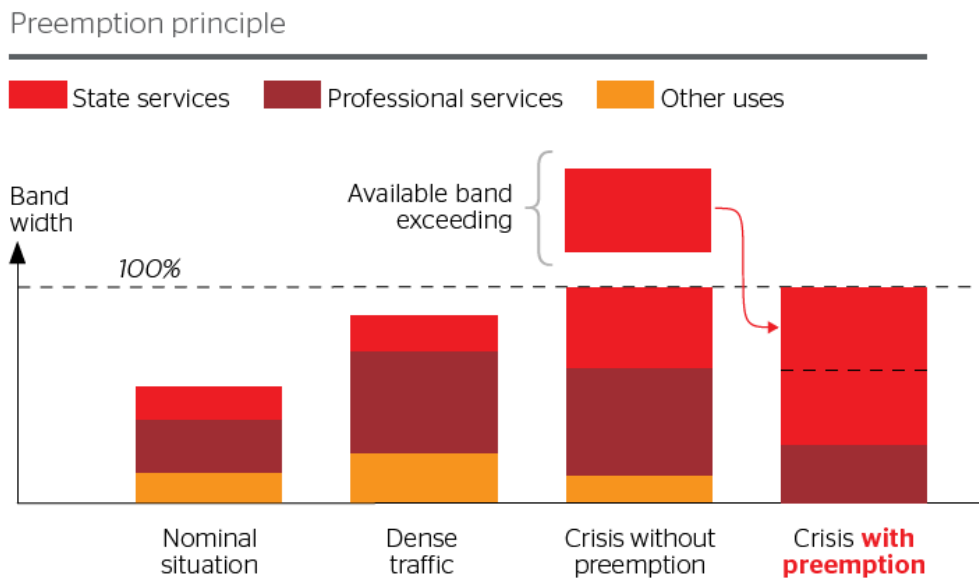 Preemption principle
State services
Professional services
Other uses
Band
width
Available band
exceeding
100%
Nominal
situation
Dense
traffic
Crisis without
preemption
Crisis with
preemption